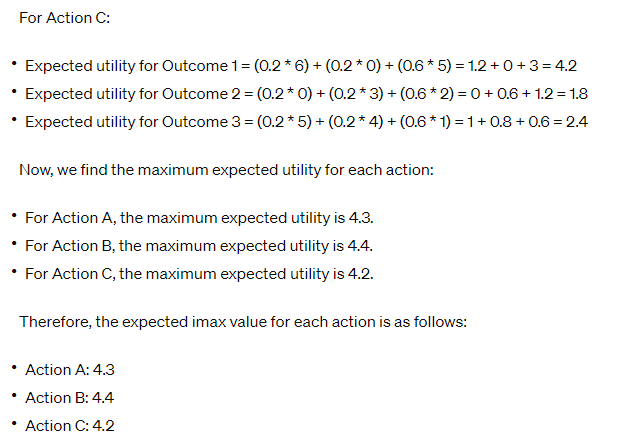 For Action C:
• Expected utility for Outcome 1 = (0.2 * 6) + (0.2 * 0) + (0.6 * 5) = 1.2 + 0 + 3 = 4.2
• Expected utility for Outcome 2 = (0.2 * 0) + (0.2 * 3) + (0.6 * 2) = 0 + 0.6 + 1.2 = 1.8
• Expected utility for Outcome 3 = (0.2 * 5) + (0.2 * 4) + (0.6 * 1) = 1 + 0.8 + 0.6 = 2.4
Now, we find the maximum expected utility for each action:
• For Action A, the maximum expected utility is 4.3.
• For Action B, the maximum expected utility is 4.4.
• For Action C, the maximum expected utility is 4.2.
Therefore, the expected imax value for each action is as follows:
• Action A: 4.3
• Action B: 4.4
• Action C: 4.2